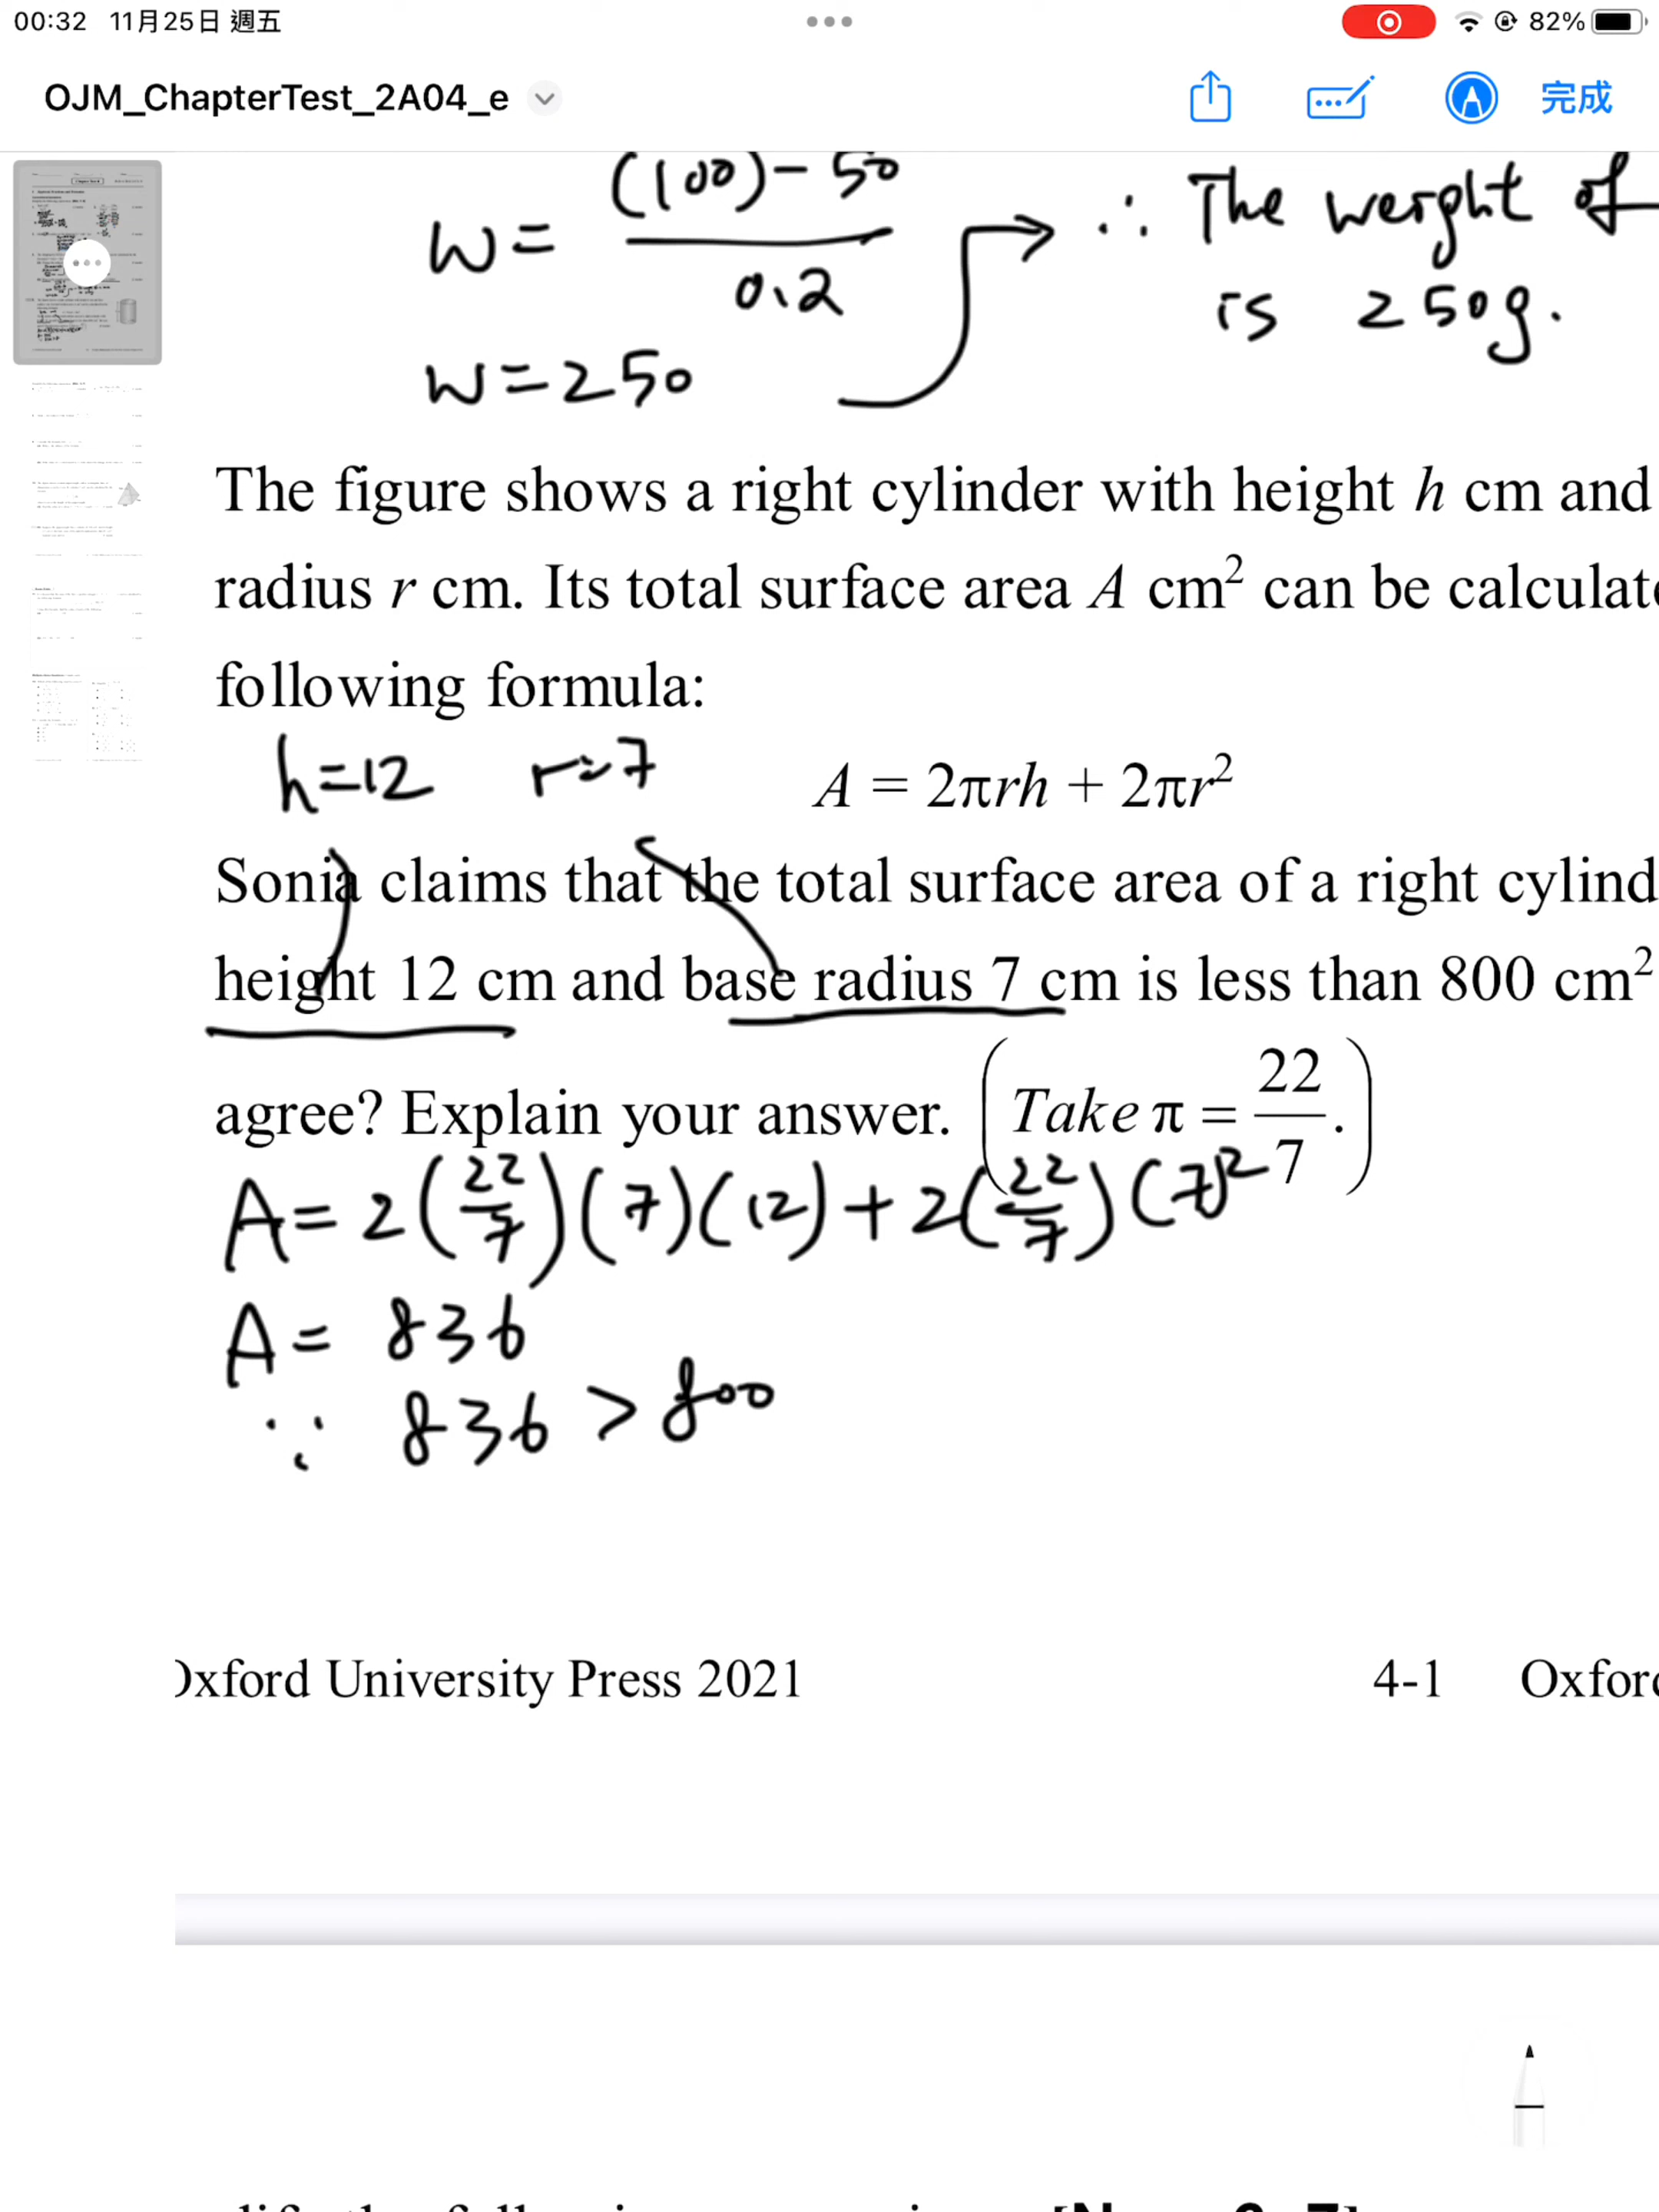 00:32 11月25日 週五
82%
OJM_ChapterTest_2A04_e
完成
w = (100) - 50 / 0.2
w = 250
∴ The weight of
is 250g.
The figure shows a right cylinder with height h cm and
radius r cm. Its total surface area A cm² can be calculat
following formula:
h=12 r=7
A = 2πrh + 2πr²
Sonia claims that the total surface area of a right cylind
height 12 cm and base radius 7 cm is less than 800 cm²
agree? Explain your answer. (Take π = 22/7.)
A = 2(22/7)(7)(12) + 2(22/7)(7)²
A = 836
∵ 836 > 800
Oxford University Press 2021
4-1
Oxford